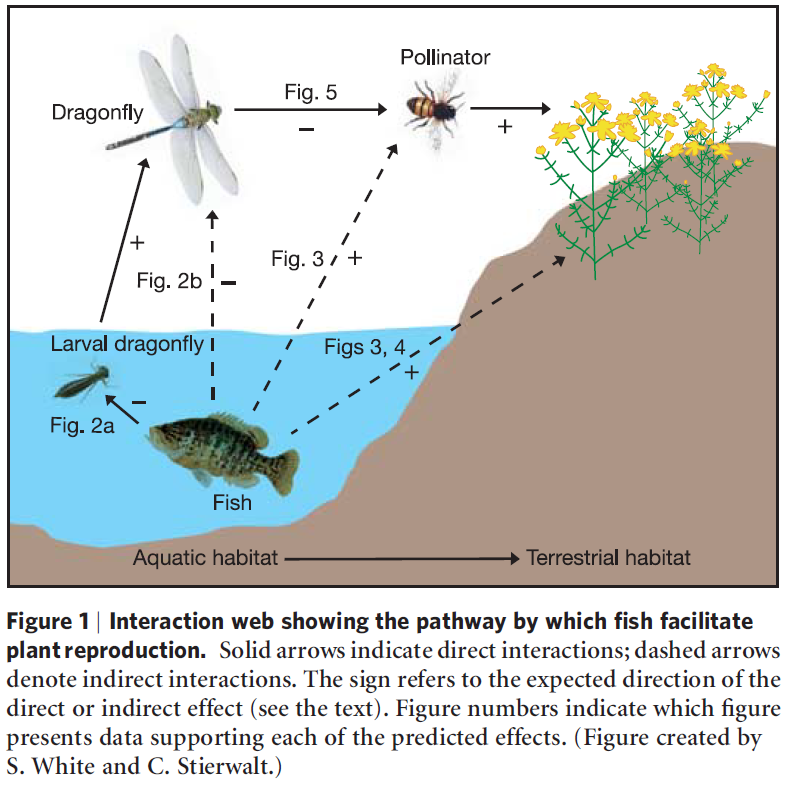 Pollinator
Dragonfly
Fig. 5
−
+
+
Fig. 2b
−
Fig. 3
+
Larval dragonfly
Figs 3, 4
+
−
Fig. 2a
Fish
Aquatic habitat
Terrestrial habitat
Figure 1 | Interaction web showing the pathway by which fish facilitate
plant reproduction. Solid arrows indicate direct interactions; dashed arrows
denote indirect interactions. The sign refers to the expected direction of the
direct or indirect effect (see the text). Figure numbers indicate which figure
presents data supporting each of the predicted effects. (Figure created by
S. White and C. Stierwalt.)